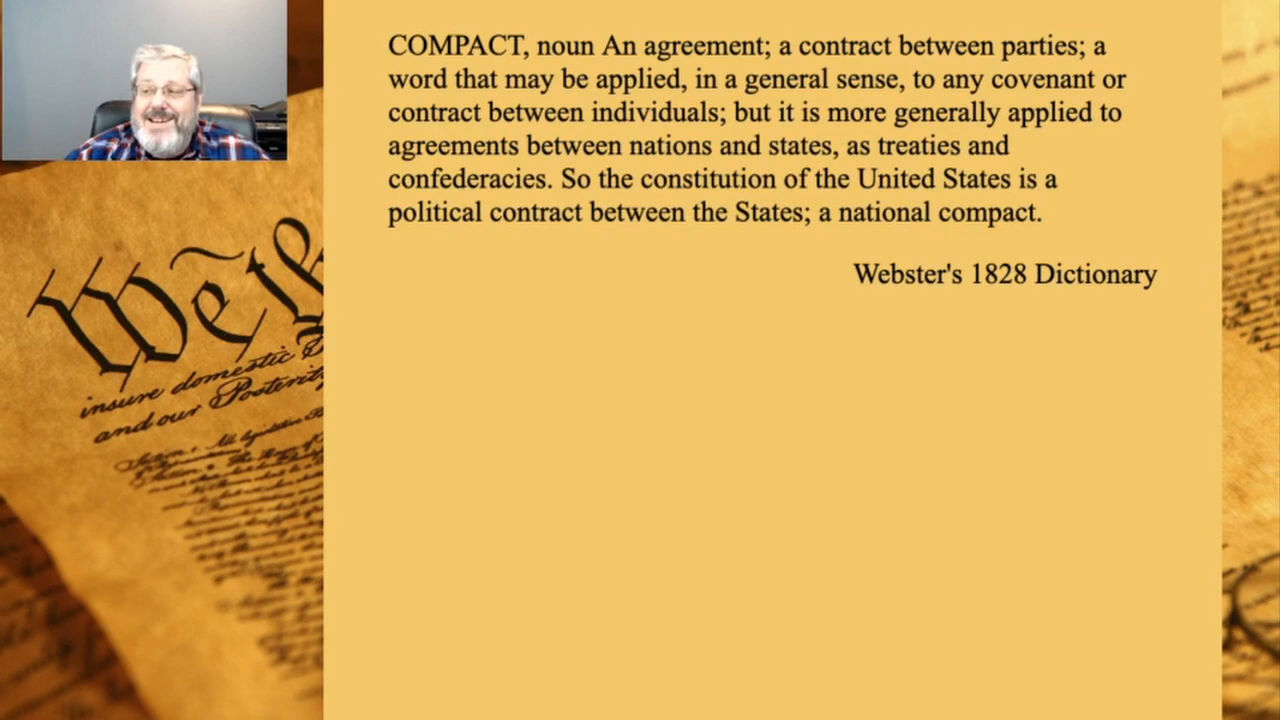 COMPACT, noun An agreement; a contract between parties; a
word that may be applied, in a general sense, to any covenant or
contract between individuals; but it is more generally applied to
agreements between nations and states, as treaties and
confederacies. So the constitution of the United States is a
political contract between the States; a national compact.
Webster's 1828 Dictionary
We
insure domestic
and our Posterity